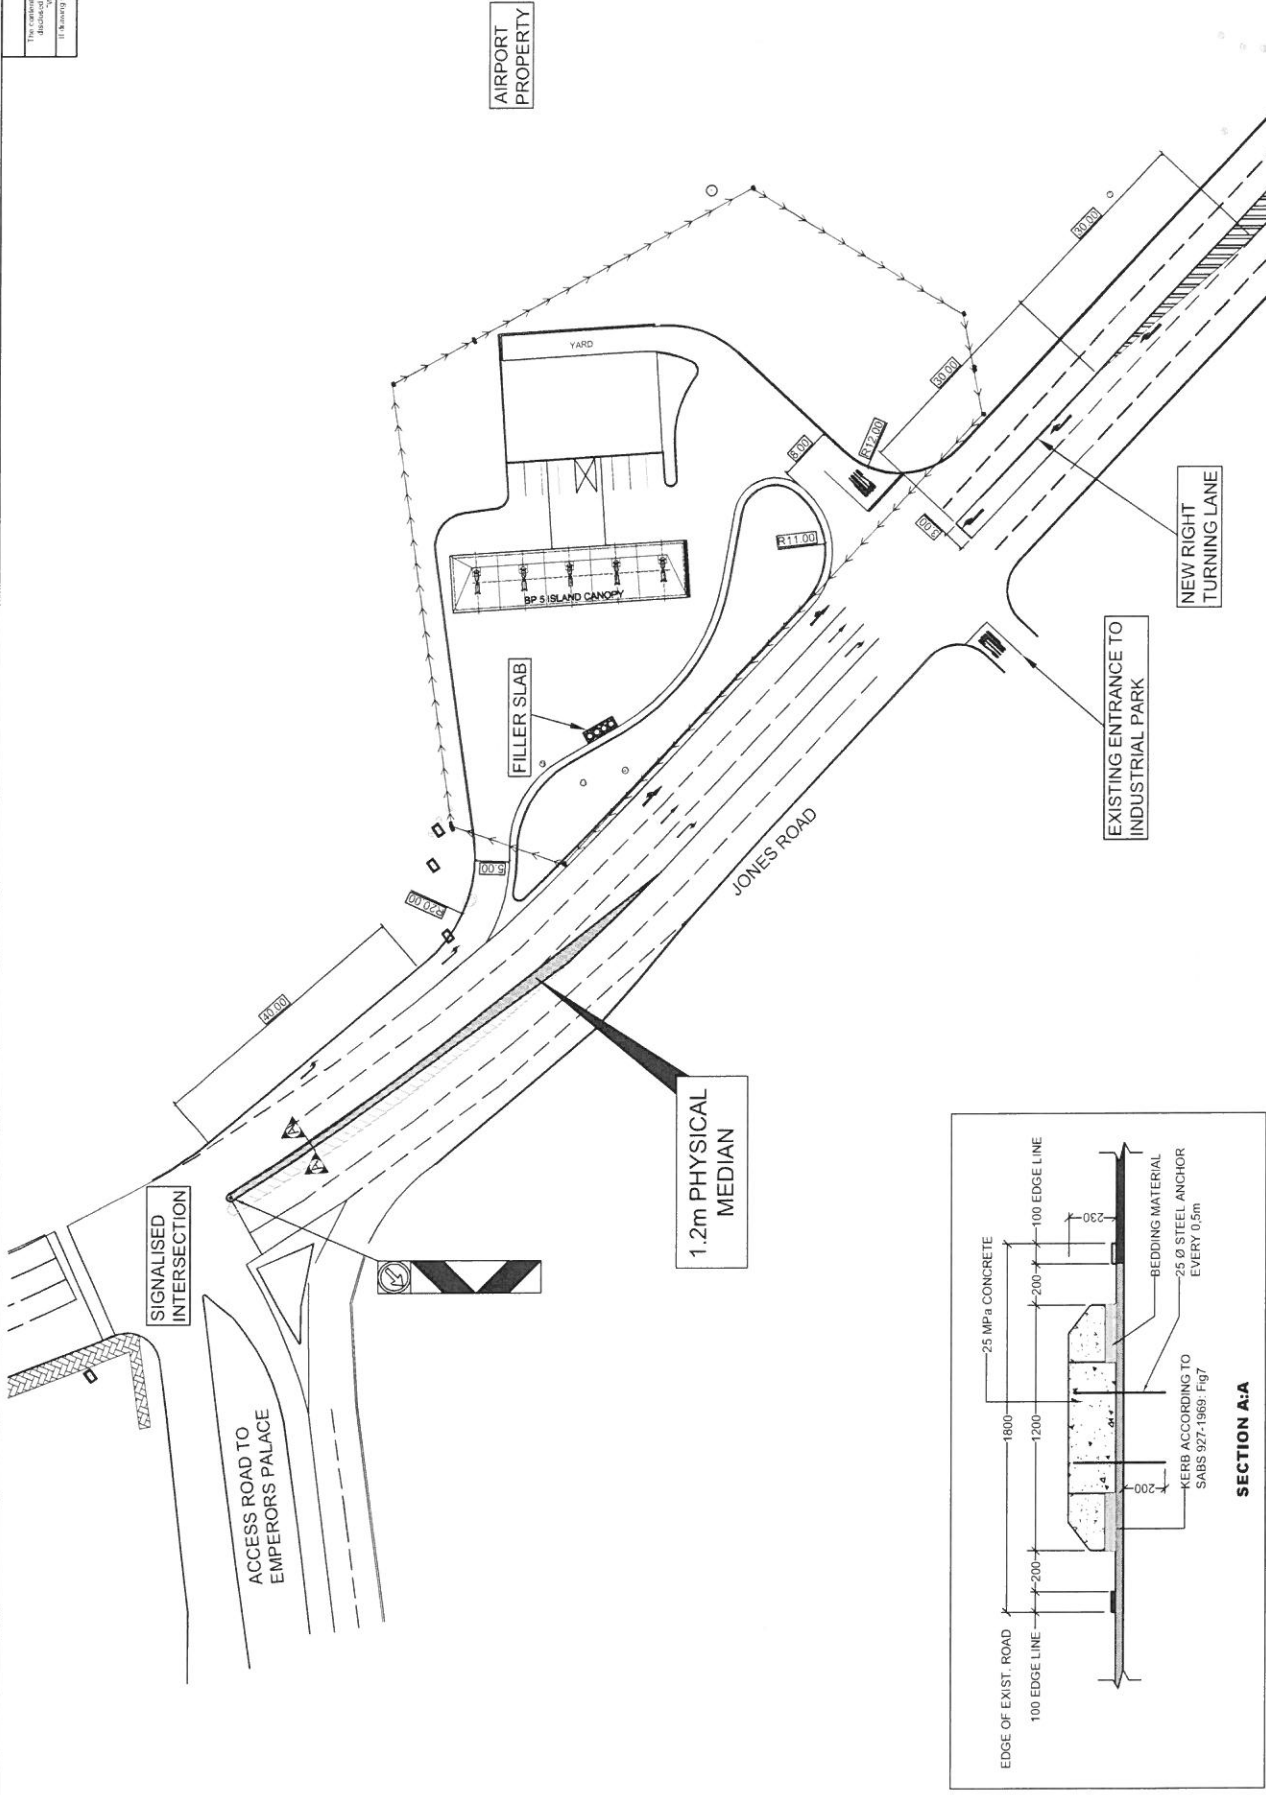 AIRPORT
PROPERTY
YARD
BP 5 ISLAND CANOPY
FILLER SLAB
8.00
R12.00
30.00
30.00
3.00
R11.00
5.00
R20.00
40.00
NEW RIGHT
TURNING LANE
EXISTING ENTRANCE TO
INDUSTRIAL PARK
JONES ROAD
1.2m PHYSICAL
MEDIAN
A
A
SIGNALISED
INTERSECTION
ACCESS ROAD TO
EMPERORS PALACE
EDGE OF EXIST. ROAD
100 EDGE LINE
200
1800
1200
25 MPa CONCRETE
200
100 EDGE LINE
230
BEDDING MATERIAL
25 Ø STEEL ANCHOR
EVERY 0,5m
200
KERB ACCORDING TO
SABS 927-1969: Fig7
SECTION A:A